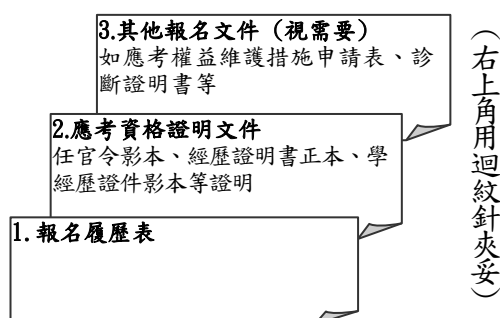 3.其他報名文件（視需要）
如應考權益維護措施申請表、診
斷證明書等
2.應考資格證明文件
任官令影本、經歷證明書正本、學
經歷證件影本等證明
1.報名履歷表
（右上角用迴紋針夾妥）